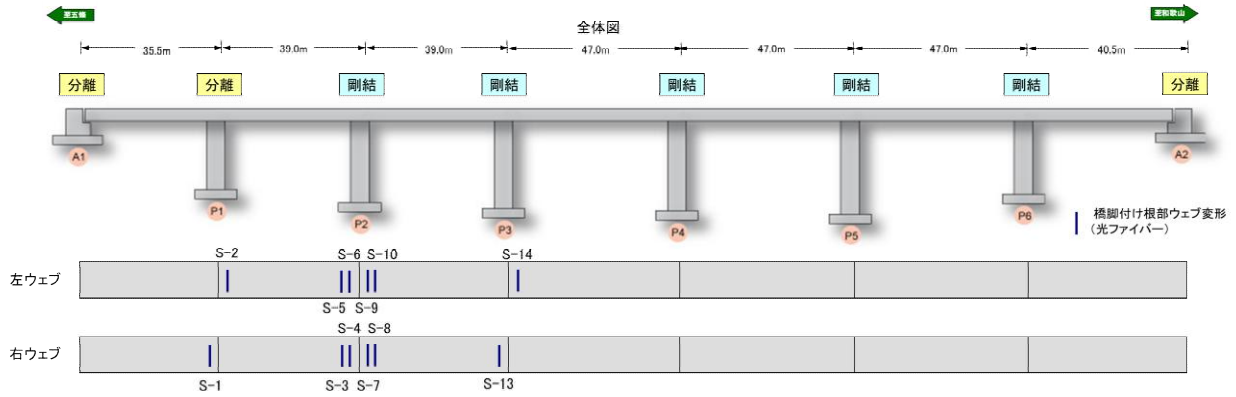 至五條
至和歌山
全体図
35.5m
39.0m
39.0m
47.0m
47.0m
47.0m
40.5m
分離
分離
剛結
剛結
剛結
剛結
剛結
分離
A1
P1
P2
P3
P4
P5
P6
A2
橋脚付け根部ウェブ変形
(光ファイバー)
S-2
S-6
S-10
S-14
左ウェブ
S-5
S-9
S-4
S-8
右ウェブ
S-1
S-3
S-7
S-13